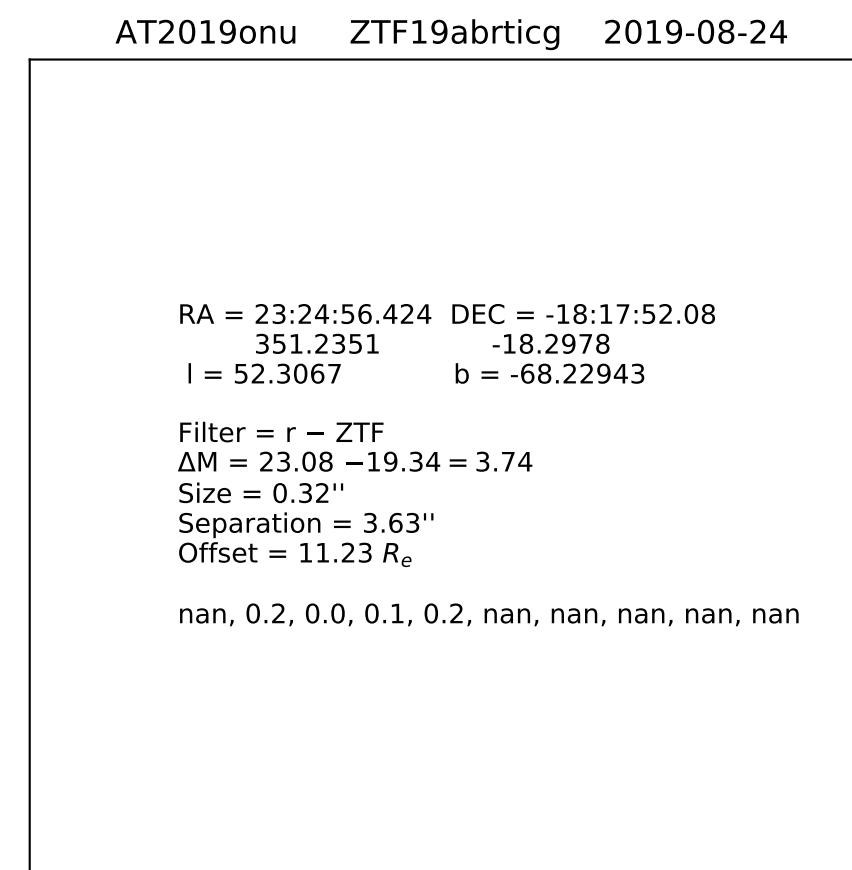 AT2019onu ZTF19abrticg 2019-08-24
RA = 23:24:56.424 DEC = -18:17:52.08
351.2351 -18.2978
l = 52.3067 b = -68.22943
Filter = r − ZTF
ΔM = 23.08 −19.34 = 3.74
Size = 0.32''
Separation = 3.63''
Offset = 11.23 Rₑ
nan, 0.2, 0.0, 0.1, 0.2, nan, nan, nan, nan, nan